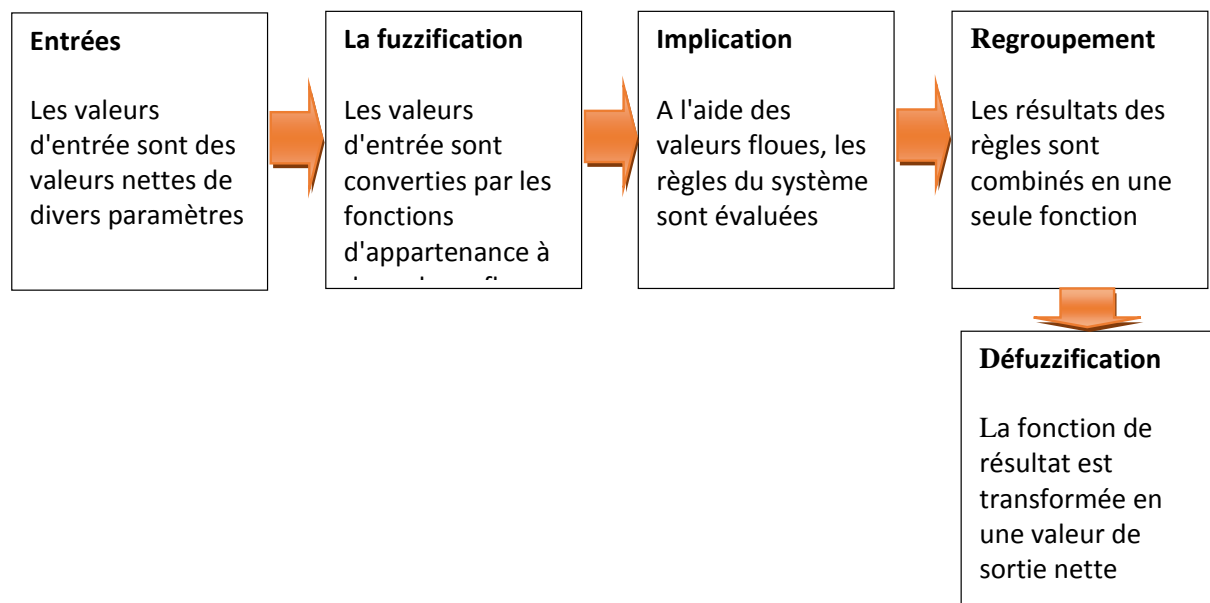 Entrées
Les valeurs
d'entrée sont des
valeurs nettes de
divers paramètres
La fuzzification
Les valeurs
d'entrée sont
converties par les
fonctions
d'appartenance à
Implication
A l'aide des
valeurs floues, les
règles du système
sont évaluées
Regroupement
Les résultats des
règles sont
combinés en une
seule fonction
Défuzzification
La fonction de
résultat est
transformée en
une valeur de
sortie nette